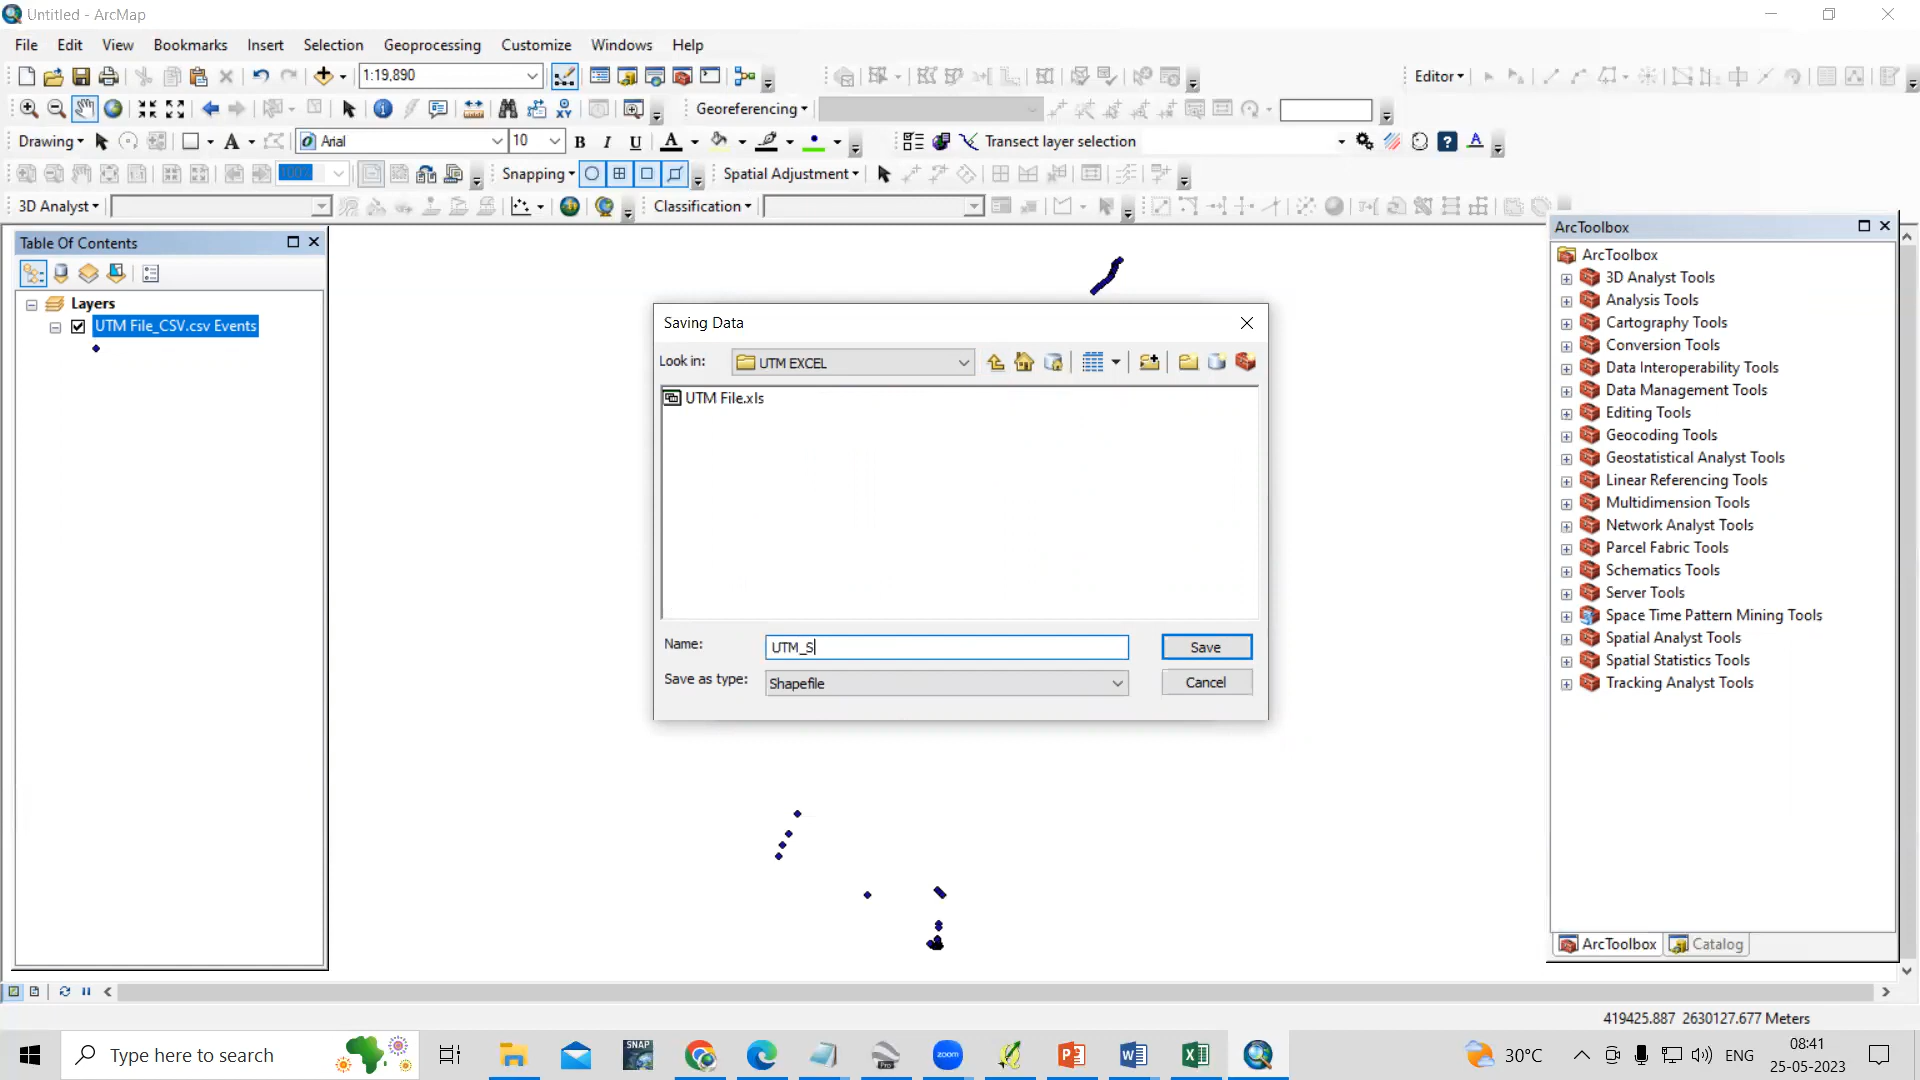 Untitled - ArcMap
File Edit View Bookmarks Insert Selection Geoprocessing Customize Windows Help
1:19,890
Editor
Georeferencing
Drawing A Arial 10 B I U A Transect layer selection
100%
Snapping Spatial Adjustment
3D Analyst Classification
Table Of Contents
Layers
UTM File_CSV.csv Events
Saving Data
Look in: UTM EXCEL
UTM File.xls
Name: UTM_S Save
Save as type: Shapefile Cancel
ArcToolbox
ArcToolbox
3D Analyst Tools
Analysis Tools
Cartography Tools
Conversion Tools
Data Interoperability Tools
Data Management Tools
Editing Tools
Geocoding Tools
Geostatistical Analyst Tools
Linear Referencing Tools
Multidimension Tools
Network Analyst Tools
Parcel Fabric Tools
Schematics Tools
Server Tools
Space Time Pattern Mining Tools
Spatial Analyst Tools
Spatial Statistics Tools
Tracking Analyst Tools
ArcToolbox Catalog
419425.887 2630127.677 Meters
Type here to search
SNAP
Pro
zoom
30°C
ENG
08:41
25-05-2023